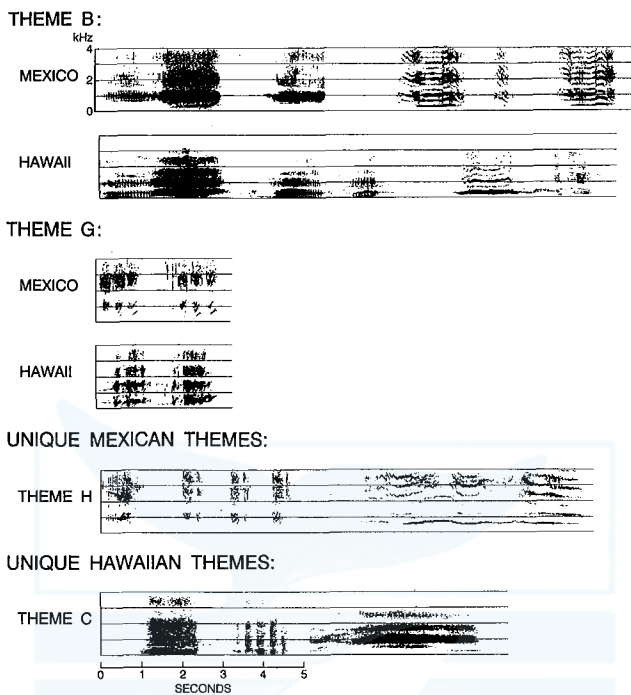 THEME B:
kHz
4
MEXICO
2
0
HAWAII
THEME G:
MEXICO
HAWAII
UNIQUE MEXICAN THEMES:
THEME H
UNIQUE HAWAIIAN THEMES:
THEME C
0 1 2 3 4 5
SECONDS